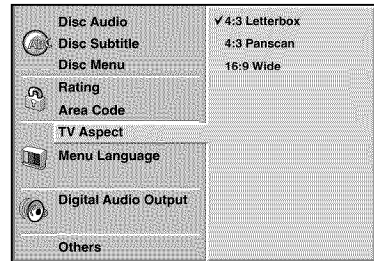 Disc Audio
Disc Subtitle
Disc Menu
Rating
Area Code
TV Aspect
Menu Language
Digital Audio Output
Others
✓ 4:3 Letterbox
4:3 Panscan
16:9 Wide